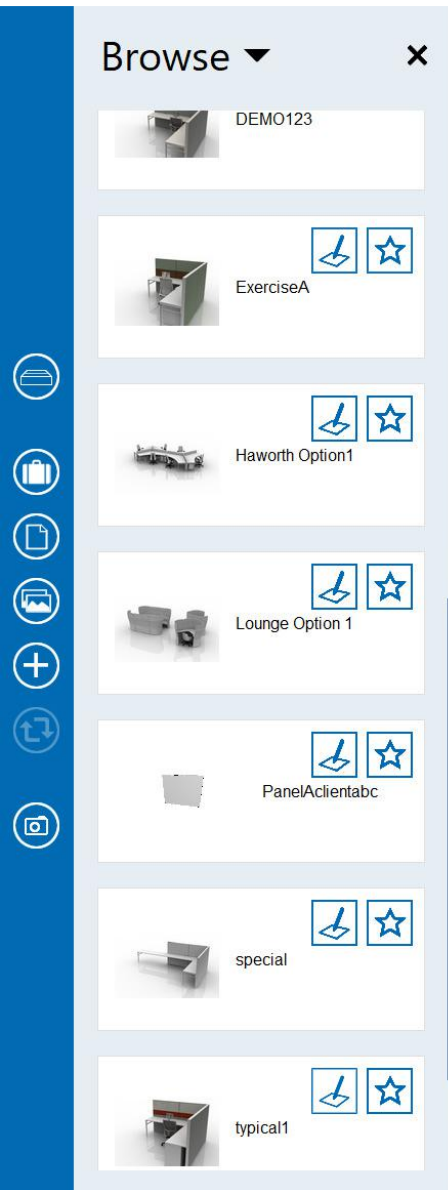 Browse
DEMO123
ExerciseA
Haworth Option1
Lounge Option 1
PanelAclientabc
special
typical1